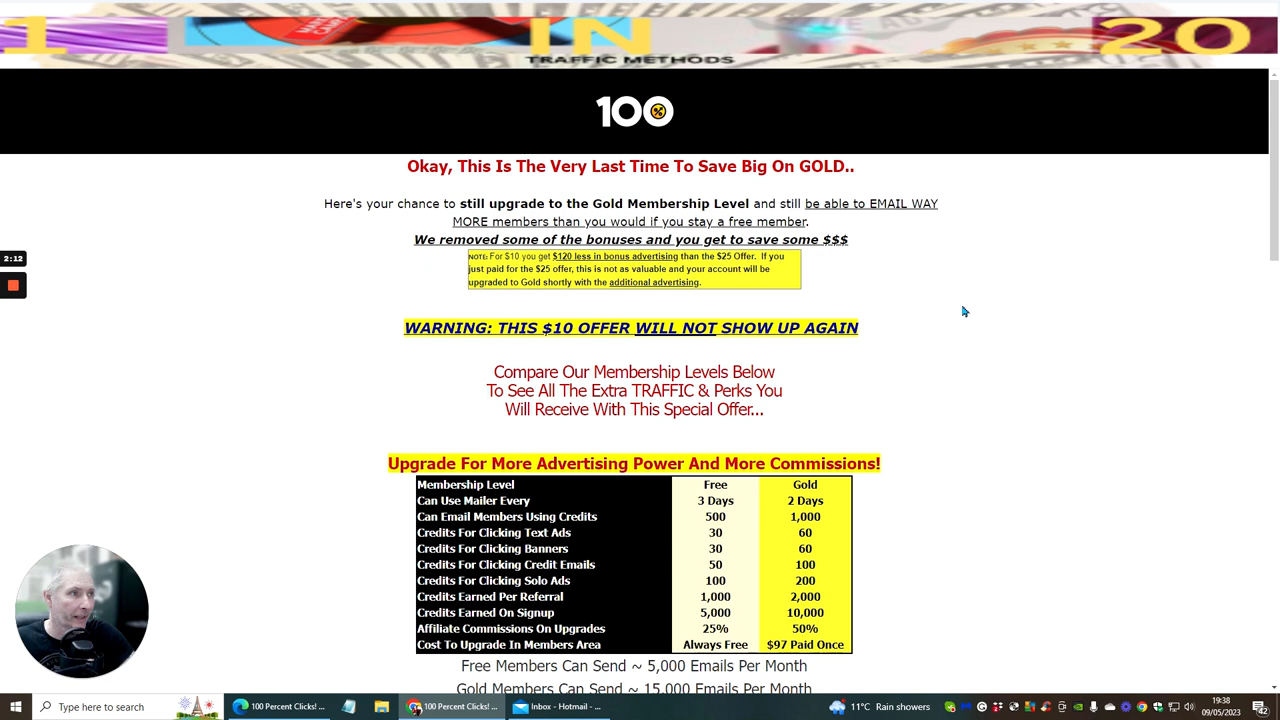 1 IN 20
TRAFFIC METHODS
100
Okay, This Is The Very Last Time To Save Big On GOLD..
Here's your chance to still upgrade to the Gold Membership Level and still be able to EMAIL WAY
MORE members than you would if you stay a free member.
We removed some of the bonuses and you get to save some $$$
NOTE: For $10 you get $120 less in bonus advertising than the $25 Offer. If you
just paid for the $25 offer, this is not as valuable and your account will be
upgraded to Gold shortly with the additional advertising.
2:12
WARNING: THIS $10 OFFER WILL NOT SHOW UP AGAIN
Compare Our Membership Levels Below
To See All The Extra TRAFFIC & Perks You
Will Receive With This Special Offer...
Upgrade For More Advertising Power And More Commissions!
Membership Level Free Gold
Can Use Mailer Every 3 Days 2 Days
Can Email Members Using Credits 500 1,000
Credits For Clicking Text Ads 30 60
Credits For Clicking Banners 30 60
Credits For Clicking Credit Emails 50 100
Credits For Clicking Solo Ads 100 200
Credits Earned Per Referral 1,000 2,000
Credits Earned On Signup 5,000 10,000
Affiliate Commissions On Upgrades 25% 50%
Cost To Upgrade In Members Area Always Free $97 Paid Once
Free Members Can Send ~ 5,000 Emails Per Month
Gold Members Can Send ~ 15,000 Emails Per Month
Type here to search
100 Percent Clicks! ...
100 Percent Clicks! ...
Inbox - Hotmail - ...
11°C Rain showers
19:38
09/05/2023